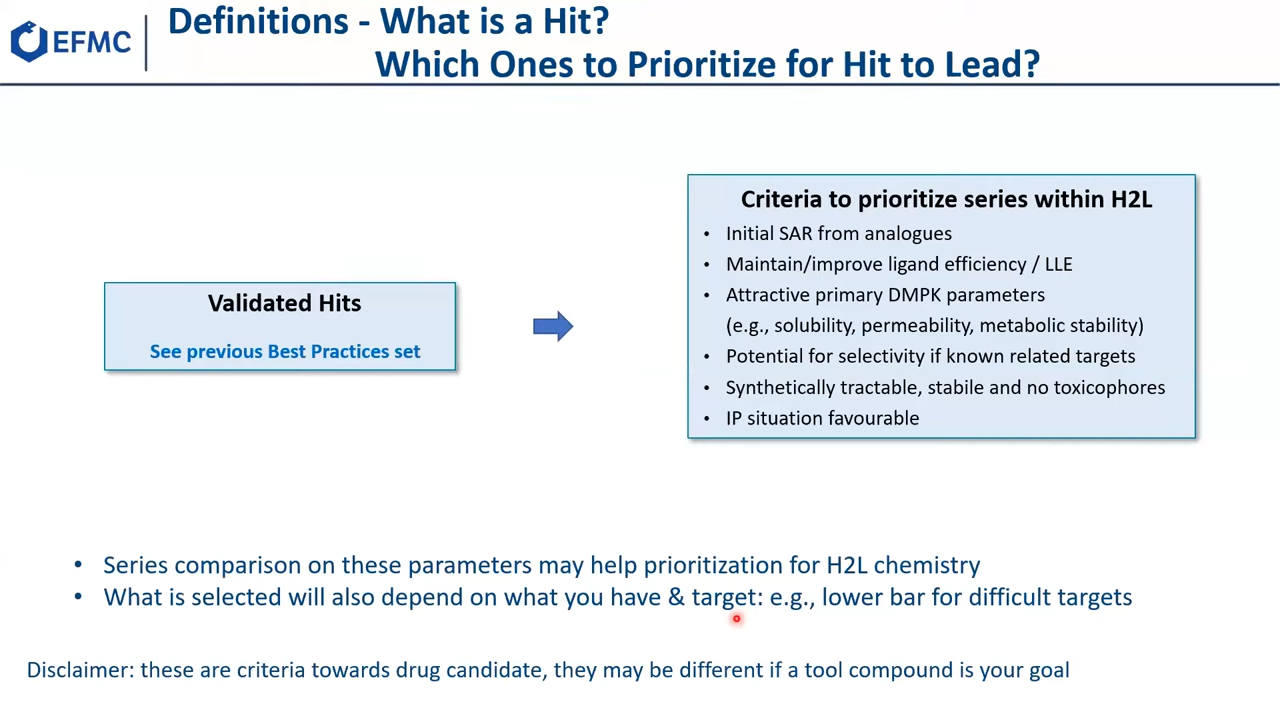 EFMC
Definitions - What is a Hit?
Which Ones to Prioritize for Hit to Lead?
Validated Hits
See previous Best Practices set
Criteria to prioritize series within H2L
• Initial SAR from analogues
• Maintain/improve ligand efficiency / LLE
• Attractive primary DMPK parameters
(e.g., solubility, permeability, metabolic stability)
• Potential for selectivity if known related targets
• Synthetically tractable, stabile and no toxicophores
• IP situation favourable
• Series comparison on these parameters may help prioritization for H2L chemistry
• What is selected will also depend on what you have & target: e.g., lower bar for difficult targets
Disclaimer: these are criteria towards drug candidate, they may be different if a tool compound is your goal